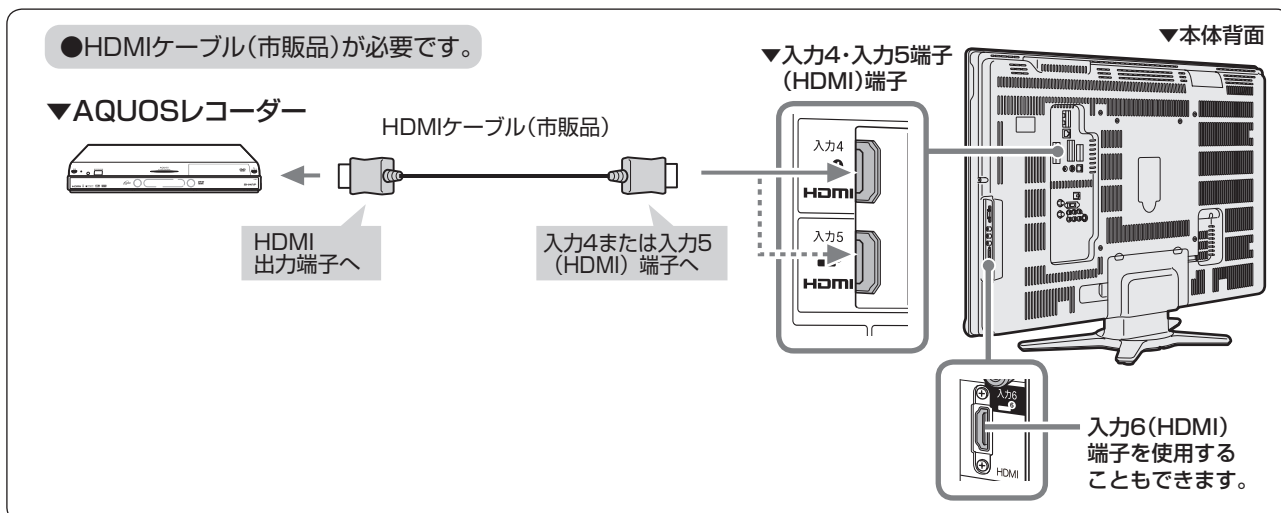 ●HDMIケーブル(市販品)が必要です。
▼AQUOSレコーダー
HDMIケーブル(市販品)
HDMI
出力端子へ
入力4または入力5
(HDMI)端子へ
▼入力4・入力5端子
(HDMI)端子
入力4
HDMI
入力5
HDMI
▼本体背面
入力6
HDMI
入力6(HDMI)
端子を使用する
こともできます。